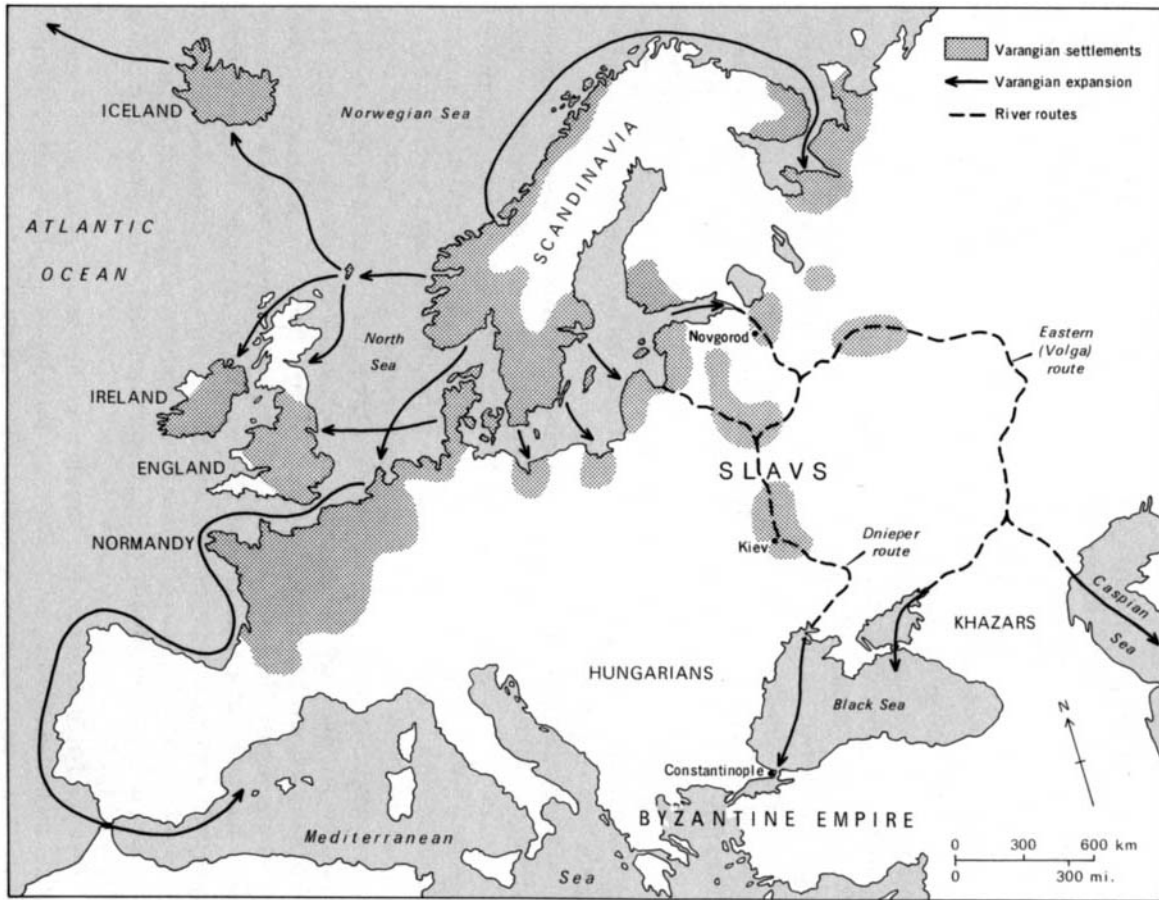 Varangian settlements
Varangian expansion
River routes
ICELAND
Norwegian Sea
SCANDINAVIA
ATLANTIC
OCEAN
North
Sea
Novgorod
Eastern
(Volga)
route
IRELAND
ENGLAND
SLAVS
NORMANDY
Kiev
Dnieper
route
Caspian
Sea
KHAZARS
HUNGARIANS
Black Sea
N
Constantinople
BYZANTINE EMPIRE
Mediterranean
Sea
0 300 600 km
0 300 mi.